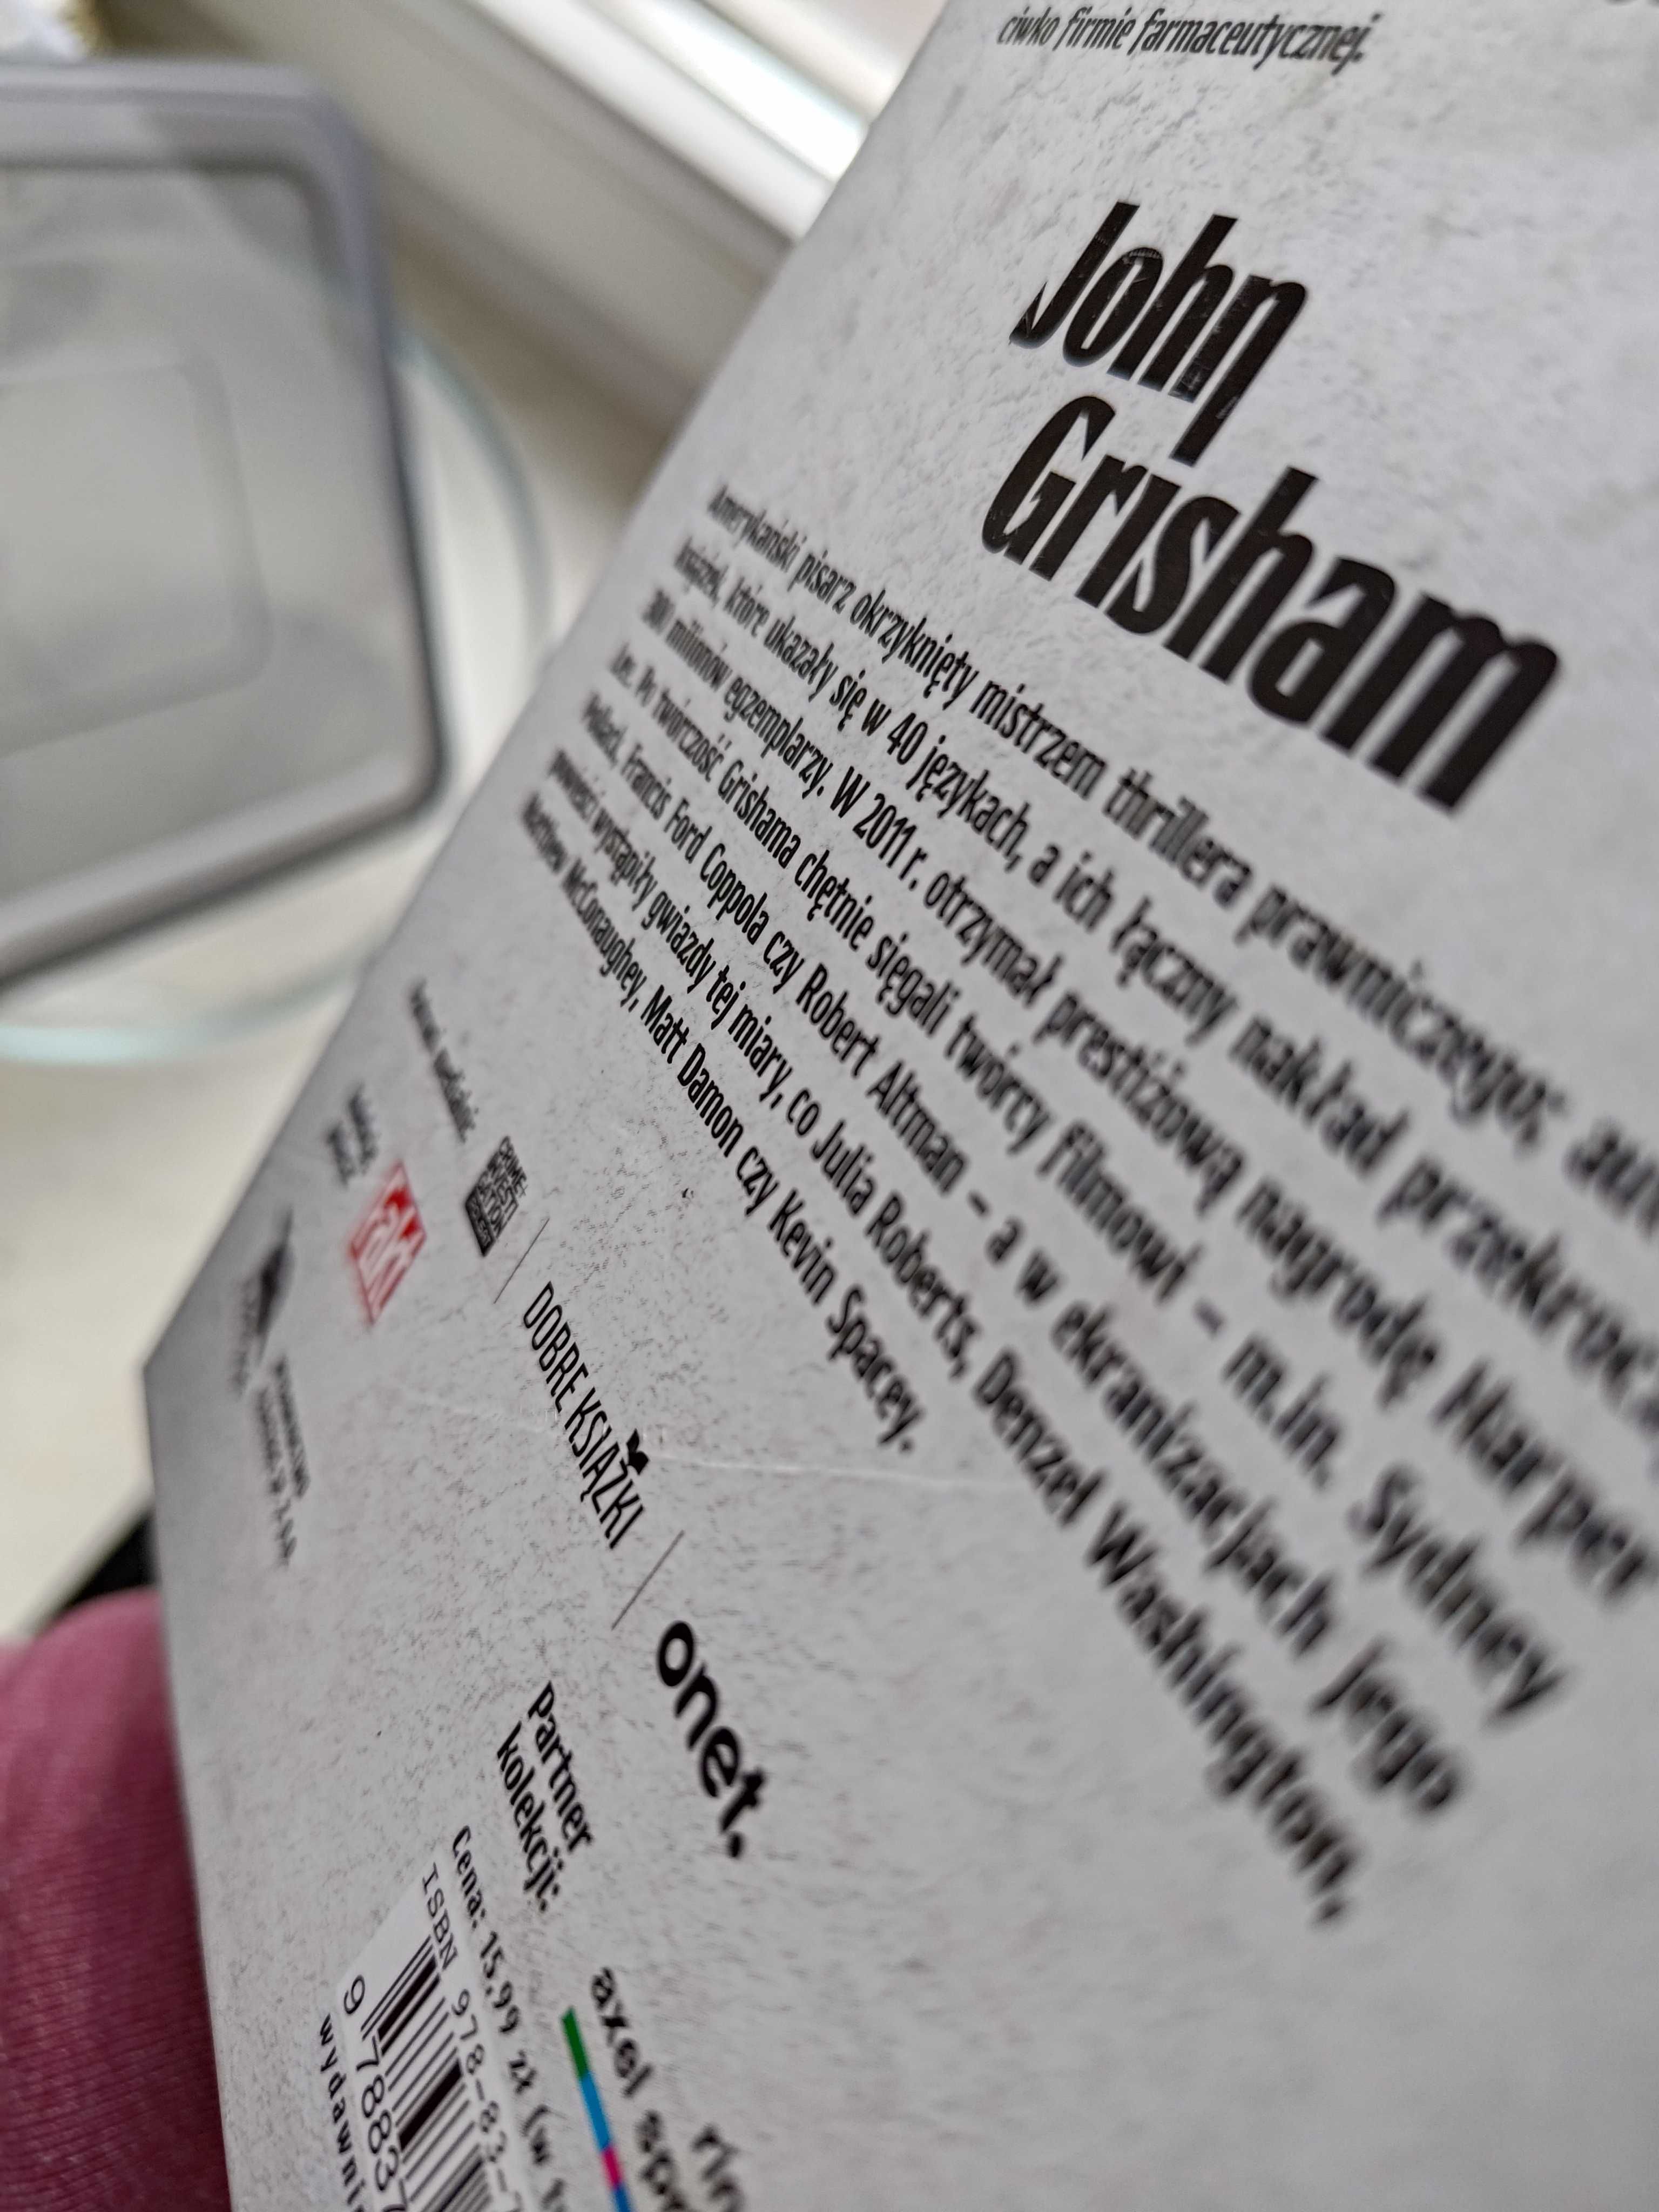 ciwko firmie farmaceutycznej.
John
Grisham
Amerykański pisarz okrzyknięty mistrzem thrillera prawniczego;
książek, które ukazały się w 40 językach, a ich łączny nakład
300 milionów egzemplarzy. W 2011 r. otrzymał prestiżową nagrodę Harper
Lee. Po twórczość Grishama chętnie sięgali twórcy filmowi – m.in. Sydney
Pollack, Francis Ford Coppola czy Robert Altman – a w ekranizacjach jego
powieści wystąpiły gwiazdy tej miary, co Julia Roberts, Denzel Washington,
Matthew McConaughey, Matt Damon czy Kevin Spacey.
DOBRE KSIĄŻKI
onet.
Partner
kolekcji:
axel
Cena: 15,99 zł (w
ISBN 978-83-
9 78837